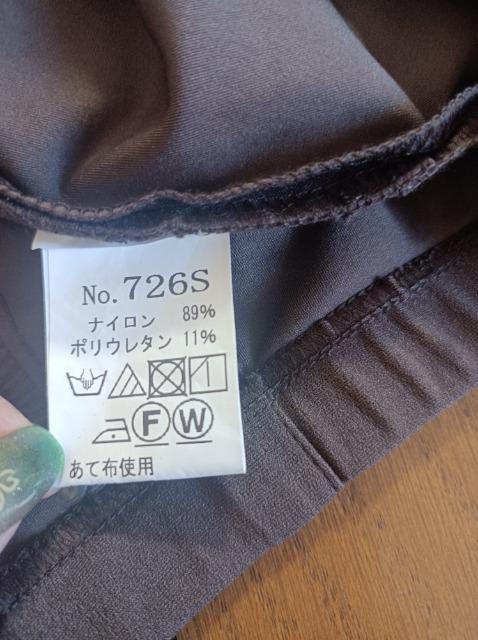 No.726S
ナイロン 89%
ポリウレタン 11%
F W
あて布使用
OG